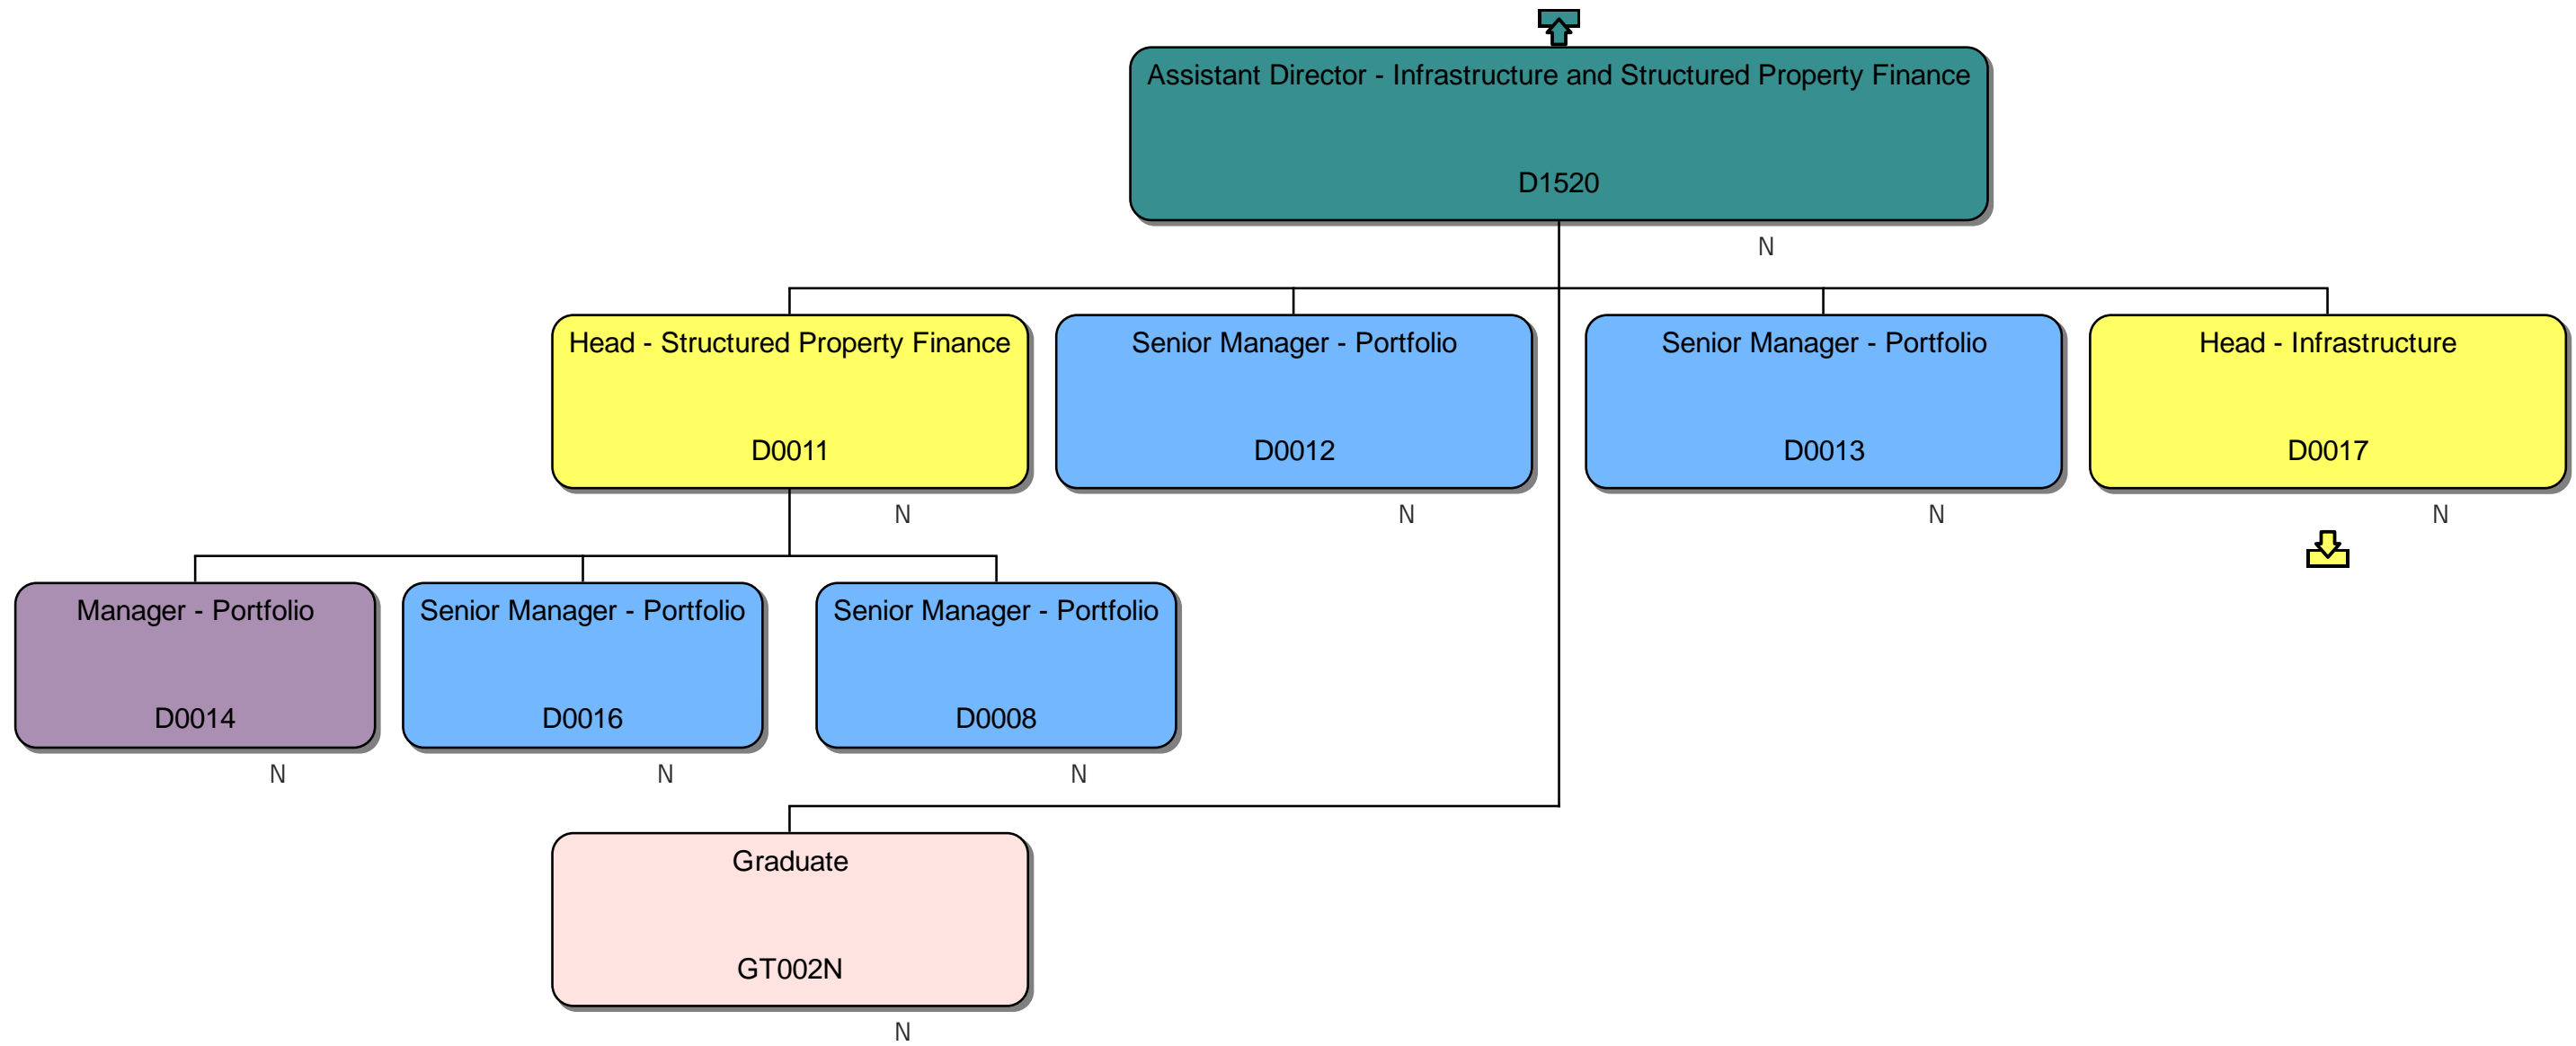 Assistant Director - Infrastructure and Structured Property Finance
D1520
N
Head - Structured Property Finance
D0011
N
Senior Manager - Portfolio
D0012
N
Senior Manager - Portfolio
D0013
N
Head - Infrastructure
D0017
N
Manager - Portfolio
D0014
N
Senior Manager - Portfolio
D0016
N
Senior Manager - Portfolio
D0008
N
Graduate
GT002N
N